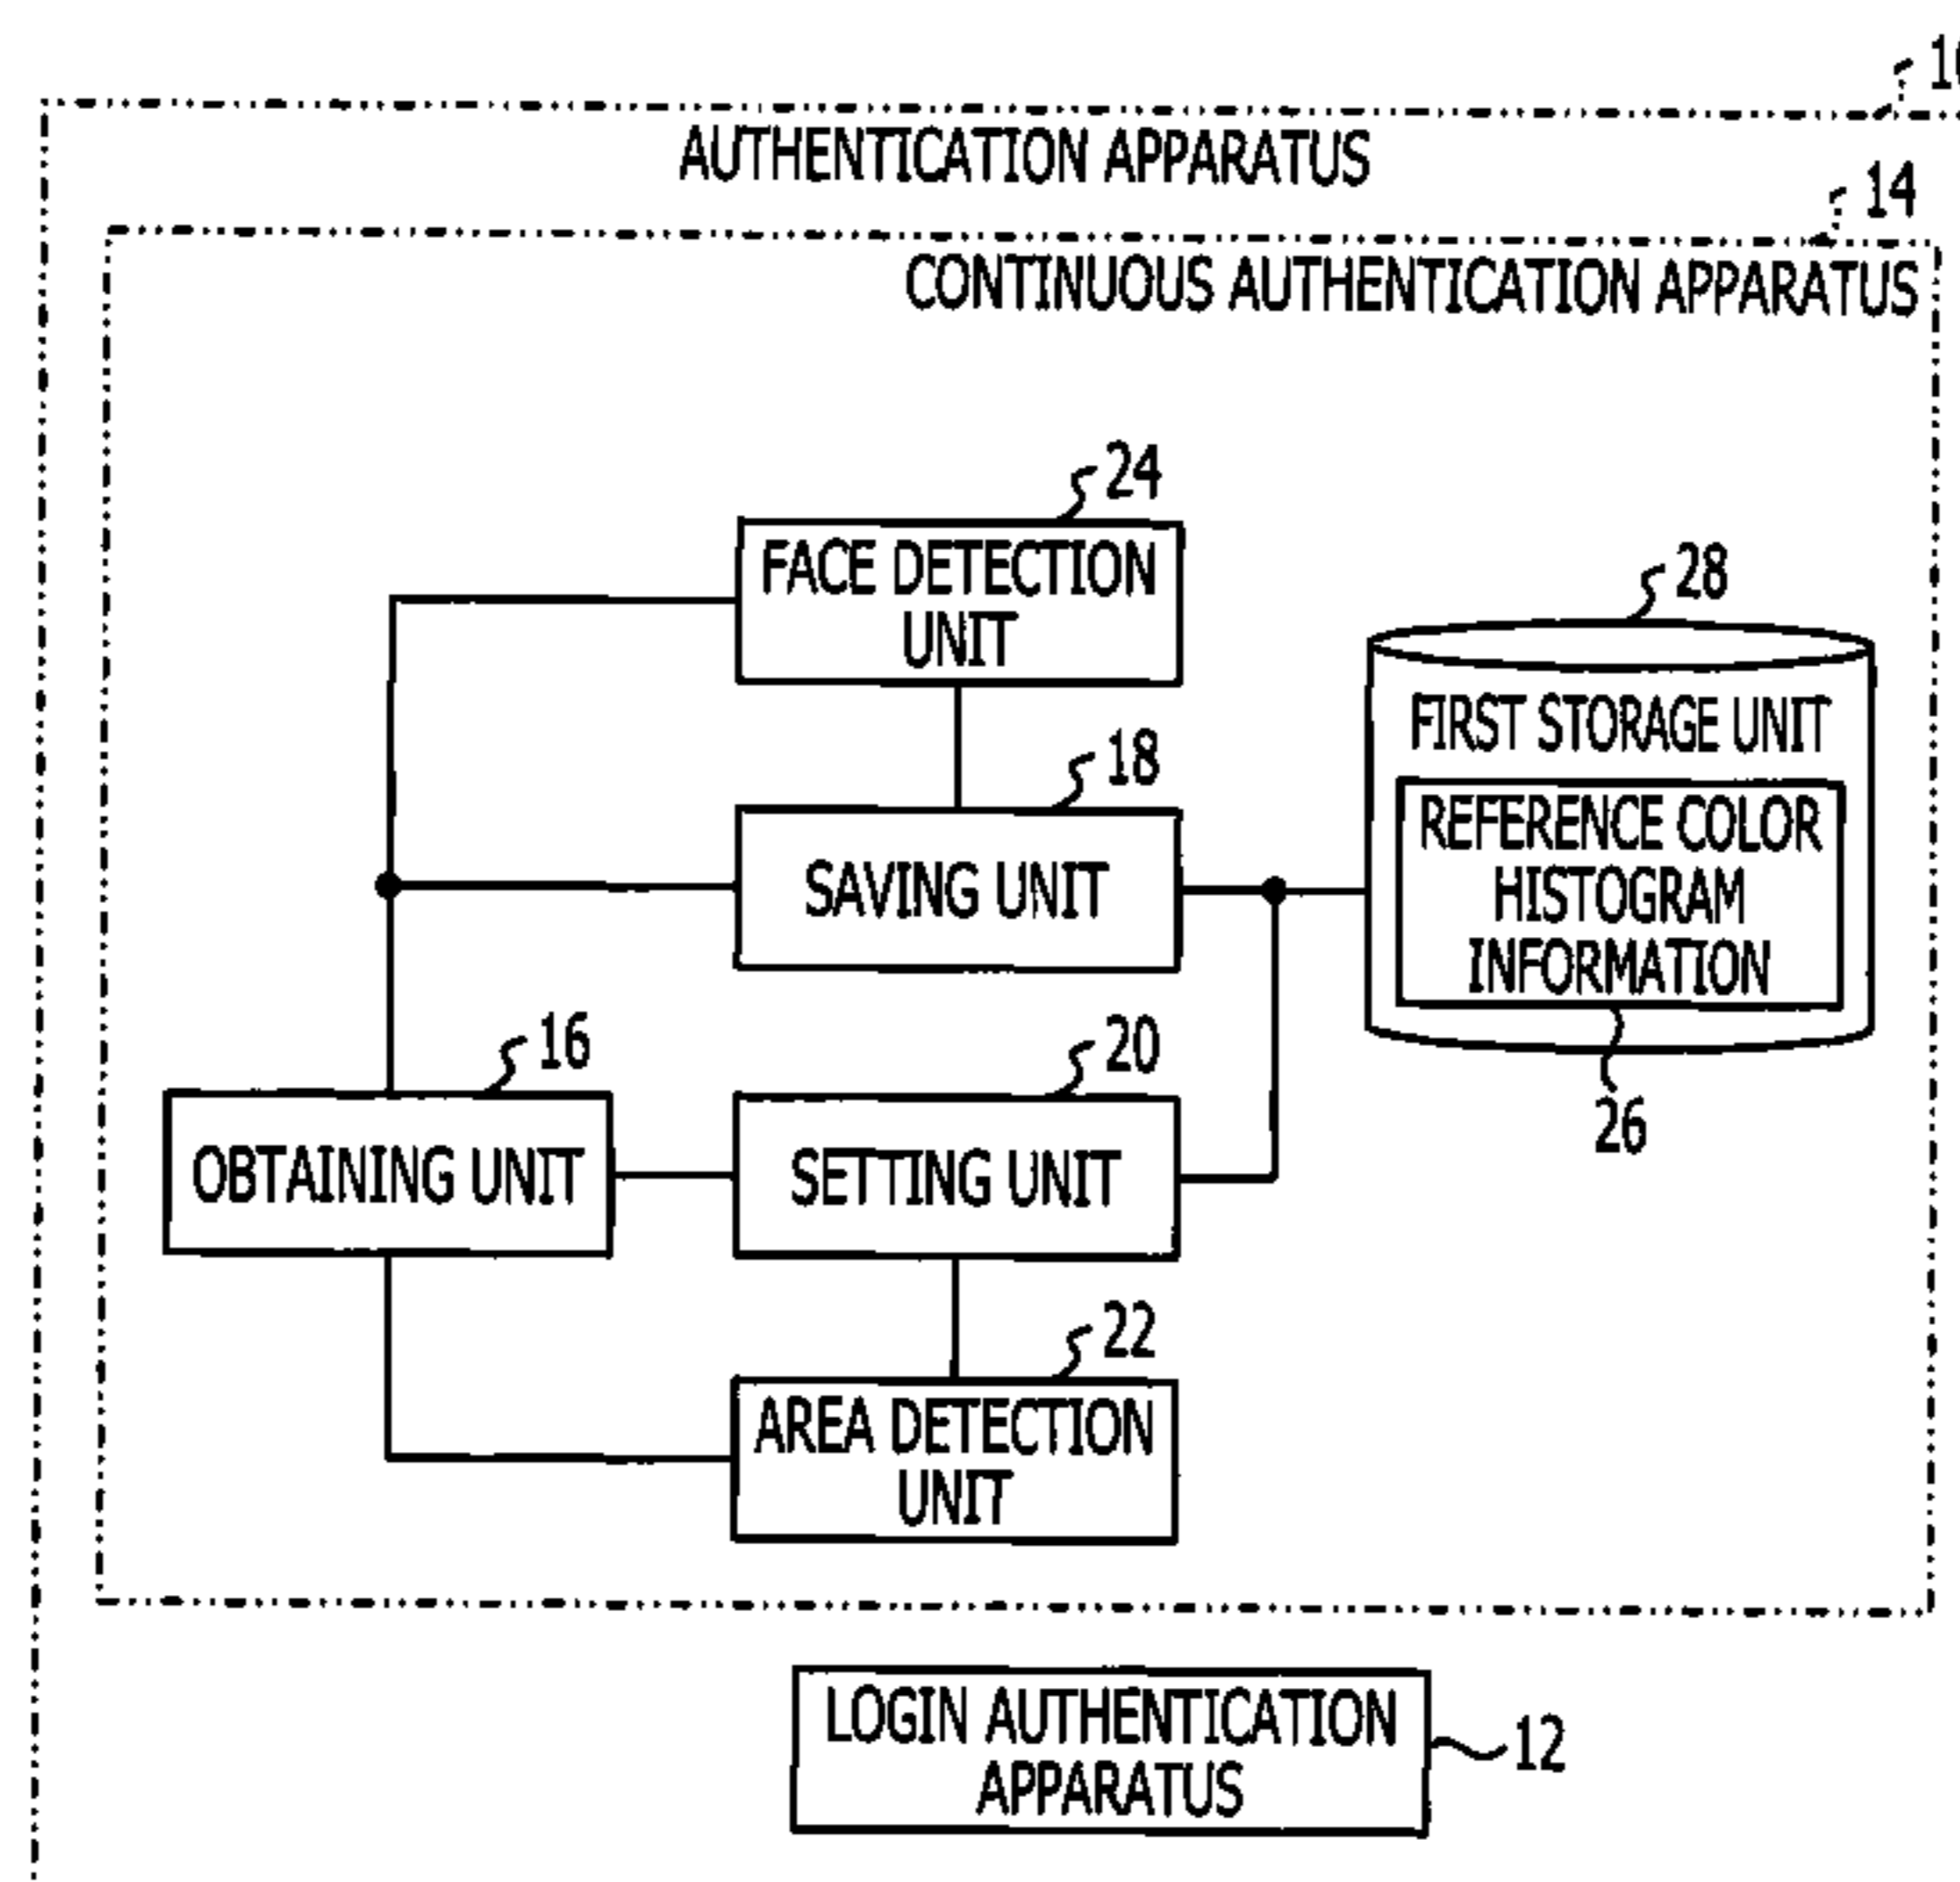 AUTHENTICATION APPARATUS
14
CONTINUOUS AUTHENTICATION APPARATUS
24
FACE DETECTION
UNIT
28
FIRST STORAGE UNIT
18
REFERENCE COLOR
HISTOGRAM
INFORMATION
SAVING UNIT
16
20
26
OBTAINING UNIT
SETTING UNIT
22
AREA DETECTION
UNIT
LOGIN AUTHENTICATION
APPARATUS
12